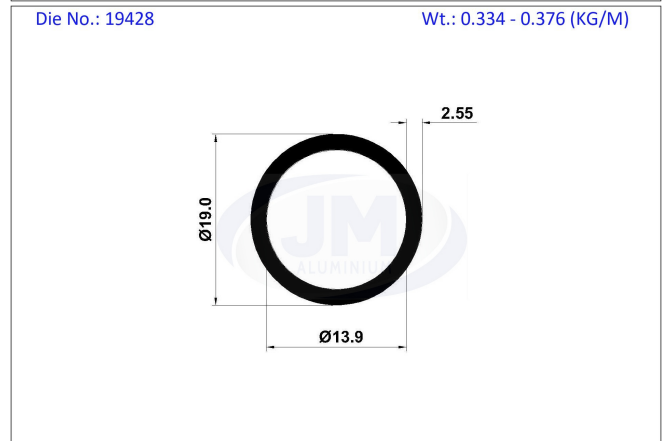 Die No.: 19428
Wt.: 0.334 - 0.376 (KG/M)
2.55
Ø19.0
JM
ALUMINIUM
Ø13.9